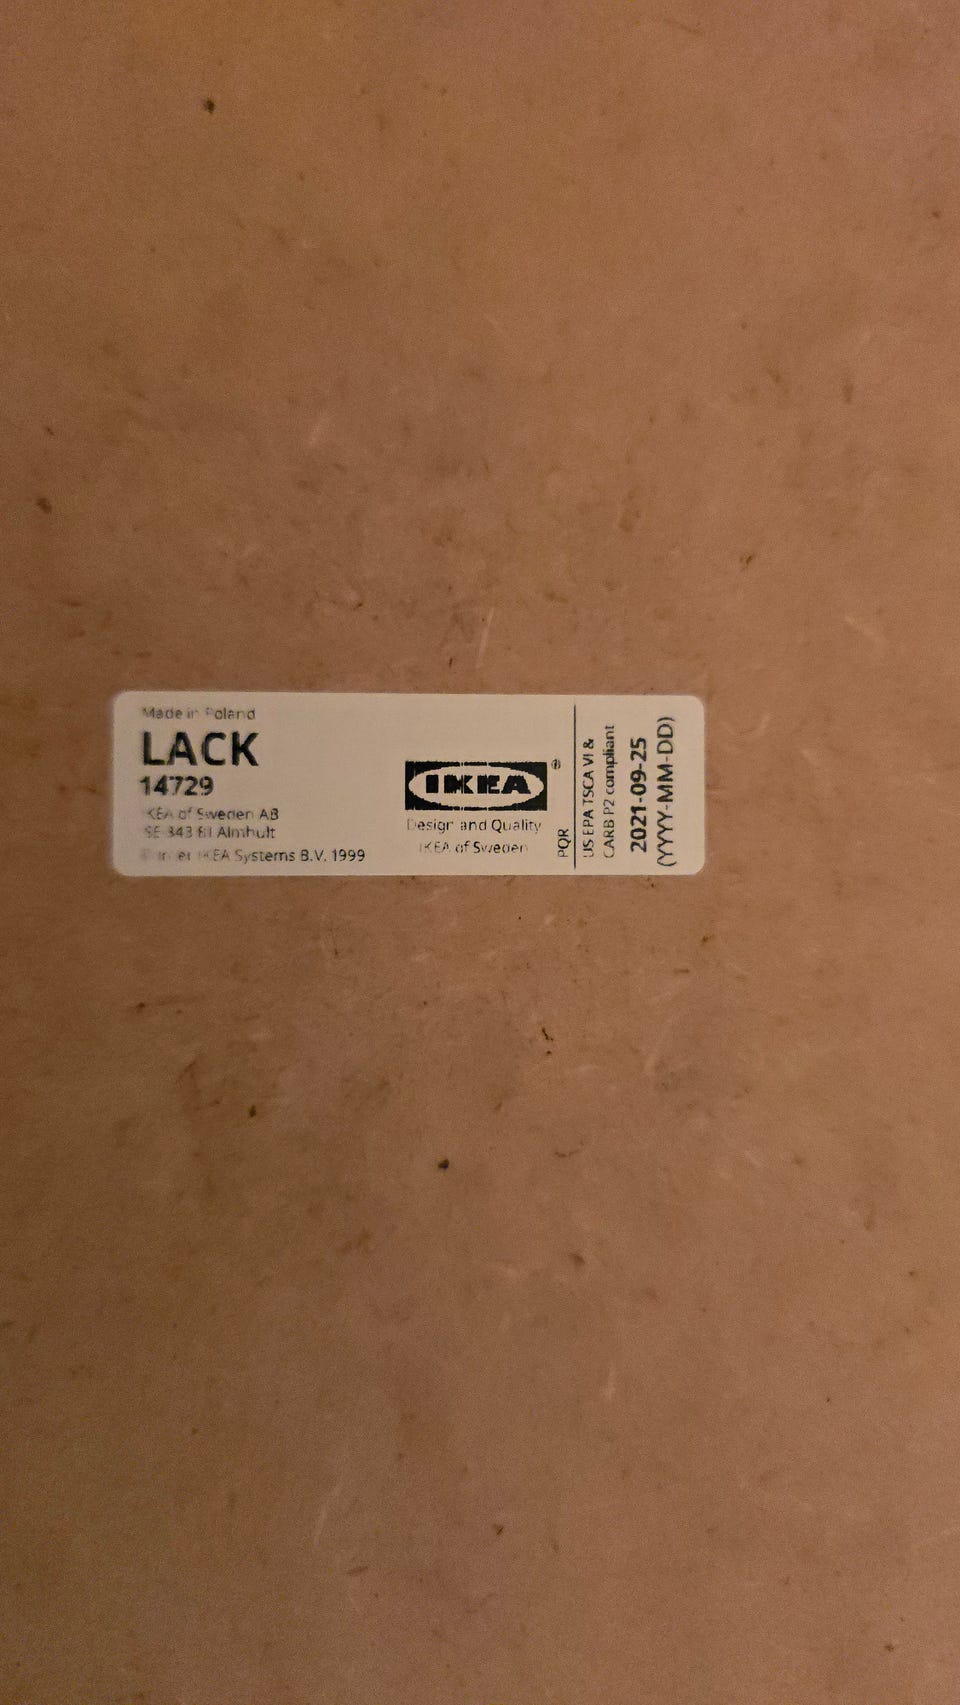 Made in Poland
LACK
14729
IKEA of Sweden AB
SE-343 81 Älmhult
IKEA Systems B.V. 1999
IKEA®
Design and Quality
IKEA of Sweden
PQR
US EPA TSCA VI &
CARB P2 compliant
2021-09-25
(YYYY-MM-DD)